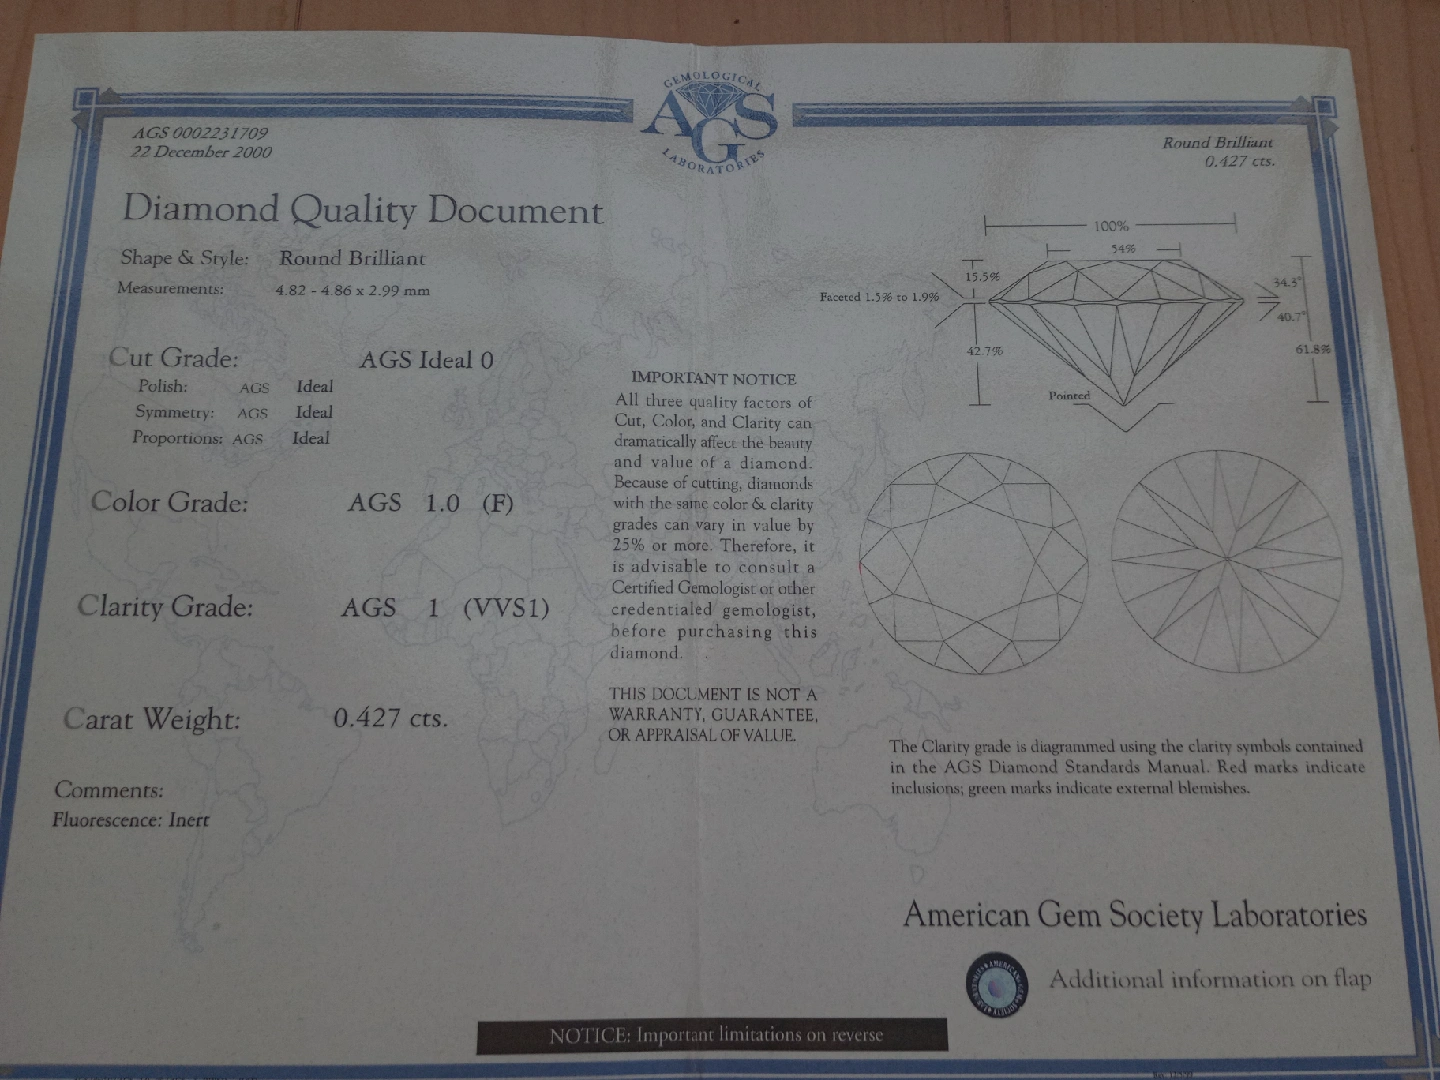 GEMOLOGICAL
AGS
LABORATORIES
AGS 0002231709
22 December 2000
Round Brilliant
0.427 cts.
Diamond Quality Document
Shape & Style: Round Brilliant
Measurements: 4.82 - 4.86 x 2.99 mm
Cut Grade: AGS Ideal 0
Polish: AGS Ideal
Symmetry: AGS Ideal
Proportions: AGS Ideal
Color Grade: AGS 1.0 (F)
Clarity Grade: AGS 1 (VVS1)
Carat Weight: 0.427 cts.
Comments:
Fluorescence: Inert
IMPORTANT NOTICE
All three quality factors of
Cut, Color, and Clarity can
dramatically affect the beauty
and value of a diamond.
Because of cutting, diamonds
with the same color & clarity
grades can vary in value by
25% or more. Therefore, it
is advisable to consult a
Certified Gemologist or other
credentialed gemologist,
before purchasing this
diamond.
THIS DOCUMENT IS NOT A
WARRANTY, GUARANTEE,
OR APPRAISAL OF VALUE.
100%
54%
15.5%
34.3°
Faceted 1.5% to 1.9%
40.7°
42.7%
61.8%
Pointed
The Clarity grade is diagrammed using the clarity symbols contained
in the AGS Diamond Standards Manual. Red marks indicate
inclusions; green marks indicate external blemishes.
American Gem Society Laboratories
Additional information on flap
NOTICE: Important limitations on reverse